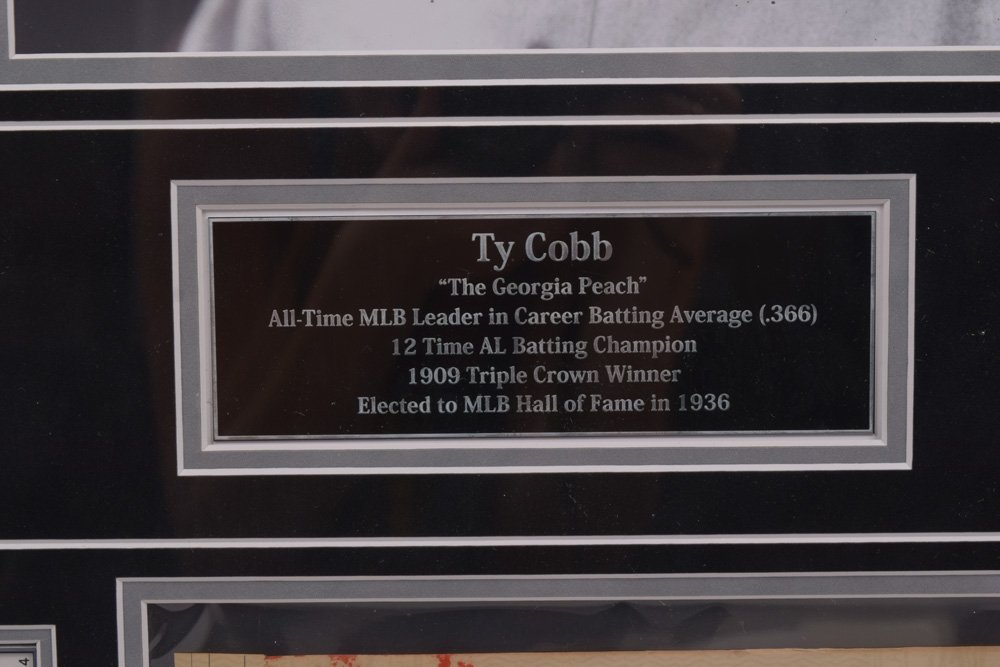 Ty Cobb
“The Georgia Peach”
All-Time MLB Leader in Career Batting Average (.366)
12 Time AL Batting Champion
1909 Triple Crown Winner
Elected to MLB Hall of Fame in 1936
4